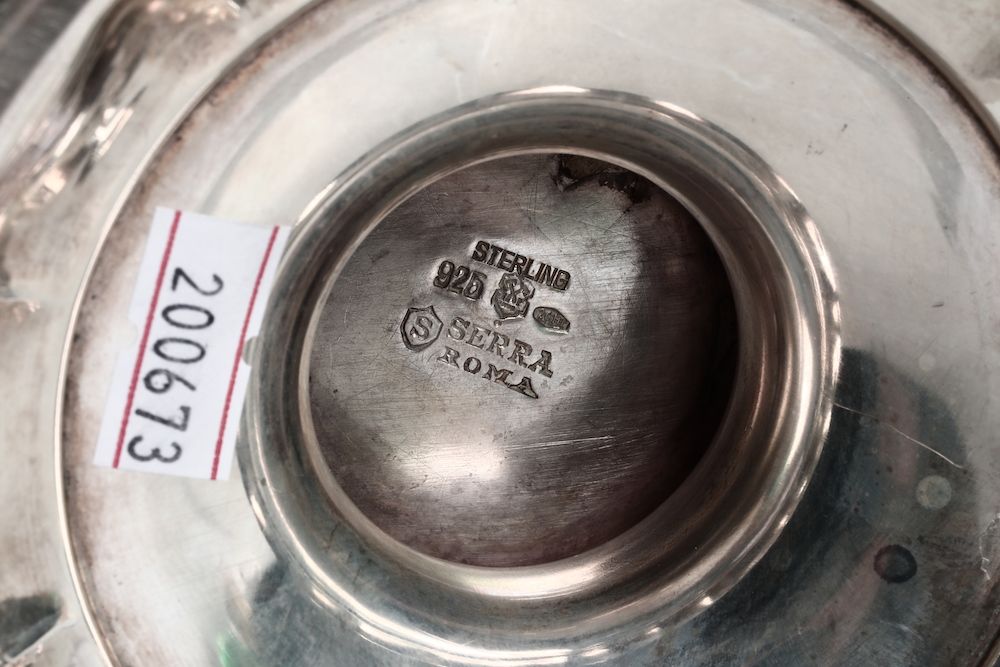 STERLING
925
S SERRA
ROMA
200673